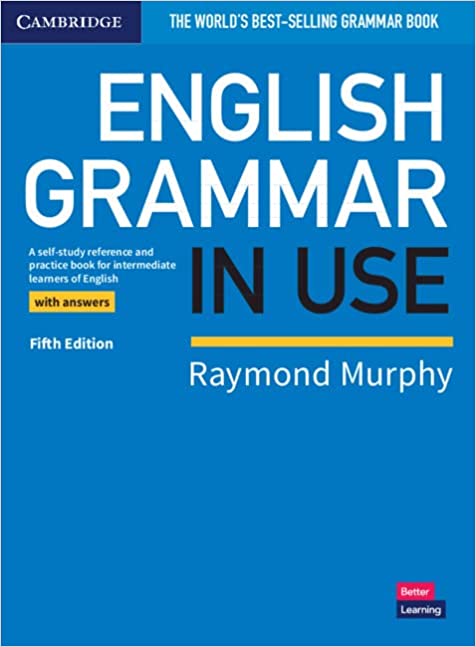 CAMBRIDGE
THE WORLD'S BEST-SELLING GRAMMAR BOOK
ENGLISH
GRAMMAR
IN USE
A self-study reference and
practice book for intermediate
learners of English
with answers
Fifth Edition
Raymond Murphy
Better
Learning